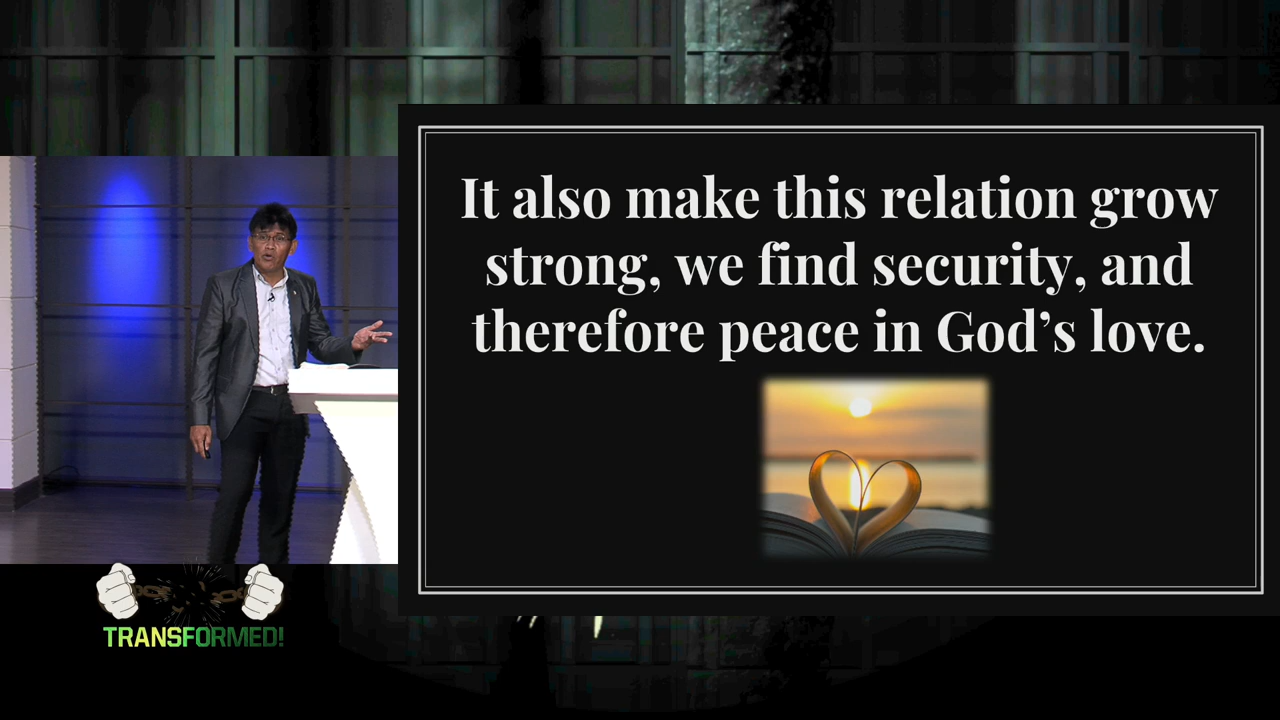 It also make this relation grow
strong, we find security, and
therefore peace in God’s love.
TRANSFORMED!